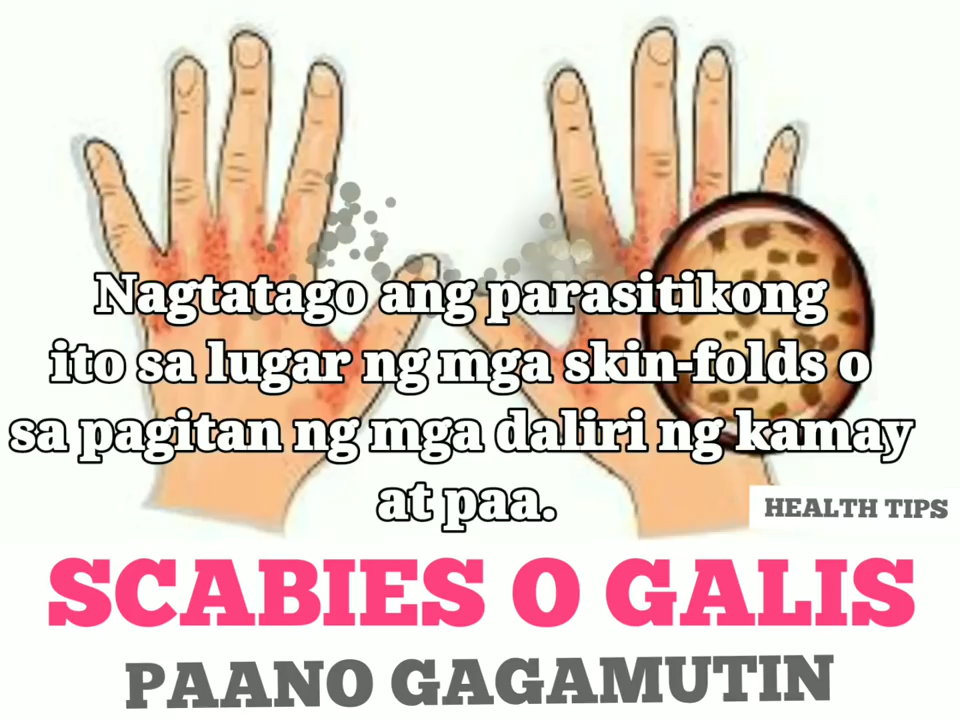 Nagtatago ang parasitikong
ito sa lugar ng mga skin-folds o
sa pagitan ng mga daliri ng kamay
at paa.
HEALTH TIPS
SCABIES O GALIS
PAANO GAGAMUTIN